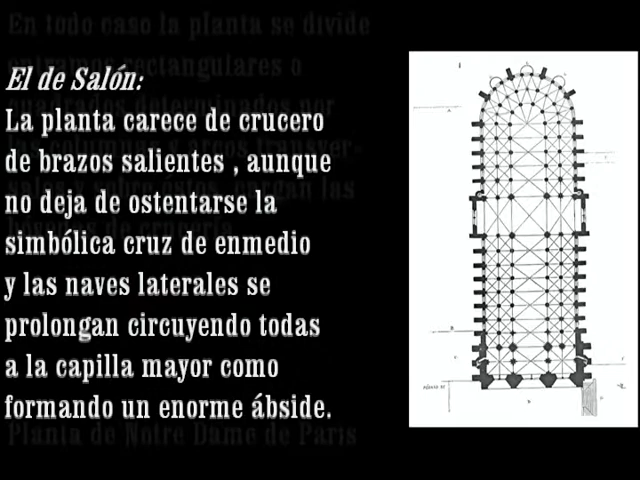 En todo caso la planta se divide
rectangulares o
El de Salón:
La planta carece de crucero
de brazos salientes , aunque
no deja de ostentarse la
simbólica cruz de enmedio
y las naves laterales se
prolongan circuyendo todas
a la capilla mayor como
formando un enorme ábside.
Planta de Notre Dame de Paris